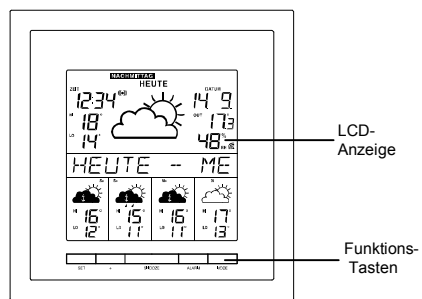 NACHMITTAG
HEUTE
ZEIT
DATUM
12:34
14 9.
HI 18°
OUT 17.3
LO 14°
48%
LCD-
Anzeige
HEUTE -- ME
HI 16° HI 15° HI 16° HI 17°
LO 12° LO 11° LO 11° LO 13°
Funktions-
Tasten
SET + SNOOZE ALARM MODE